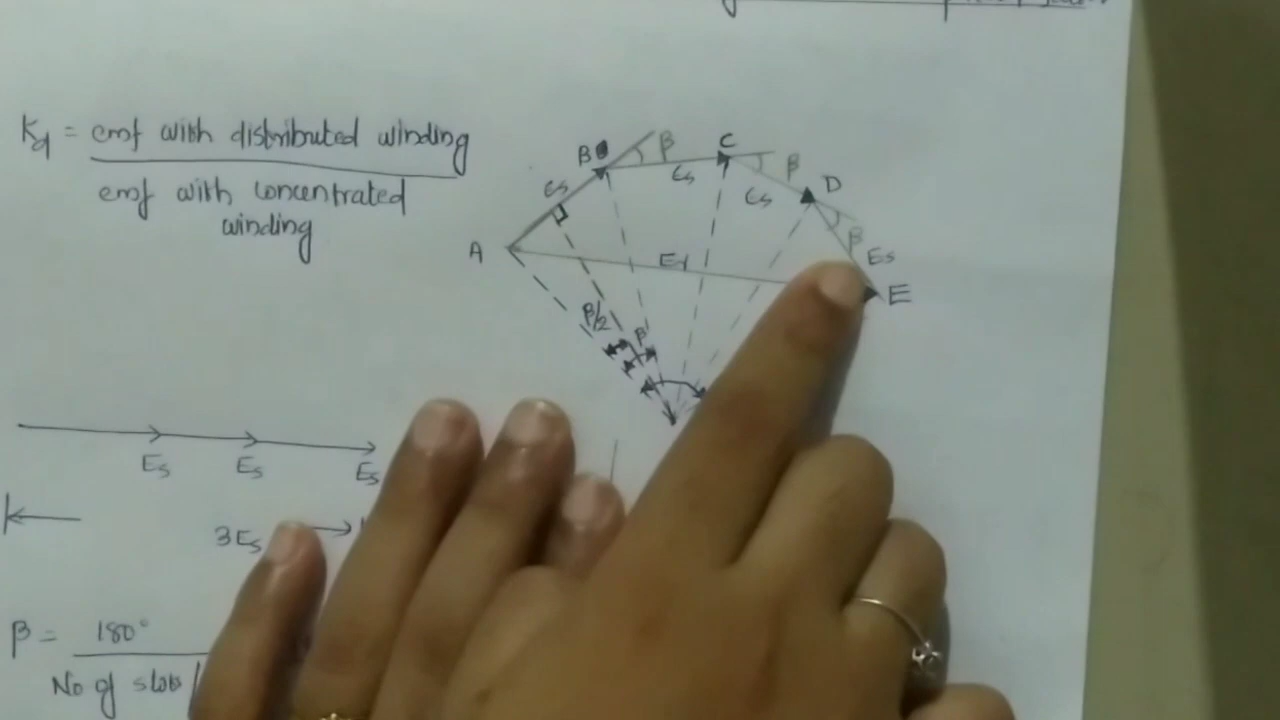 Kd = emf with distributed winding
emf with concentrated
winding
B
β
C
Es
β
D
Es
Es
β
Es
A
Er
E
β/2
β
Es Es Es
3Es
β = 180°
No of slots/